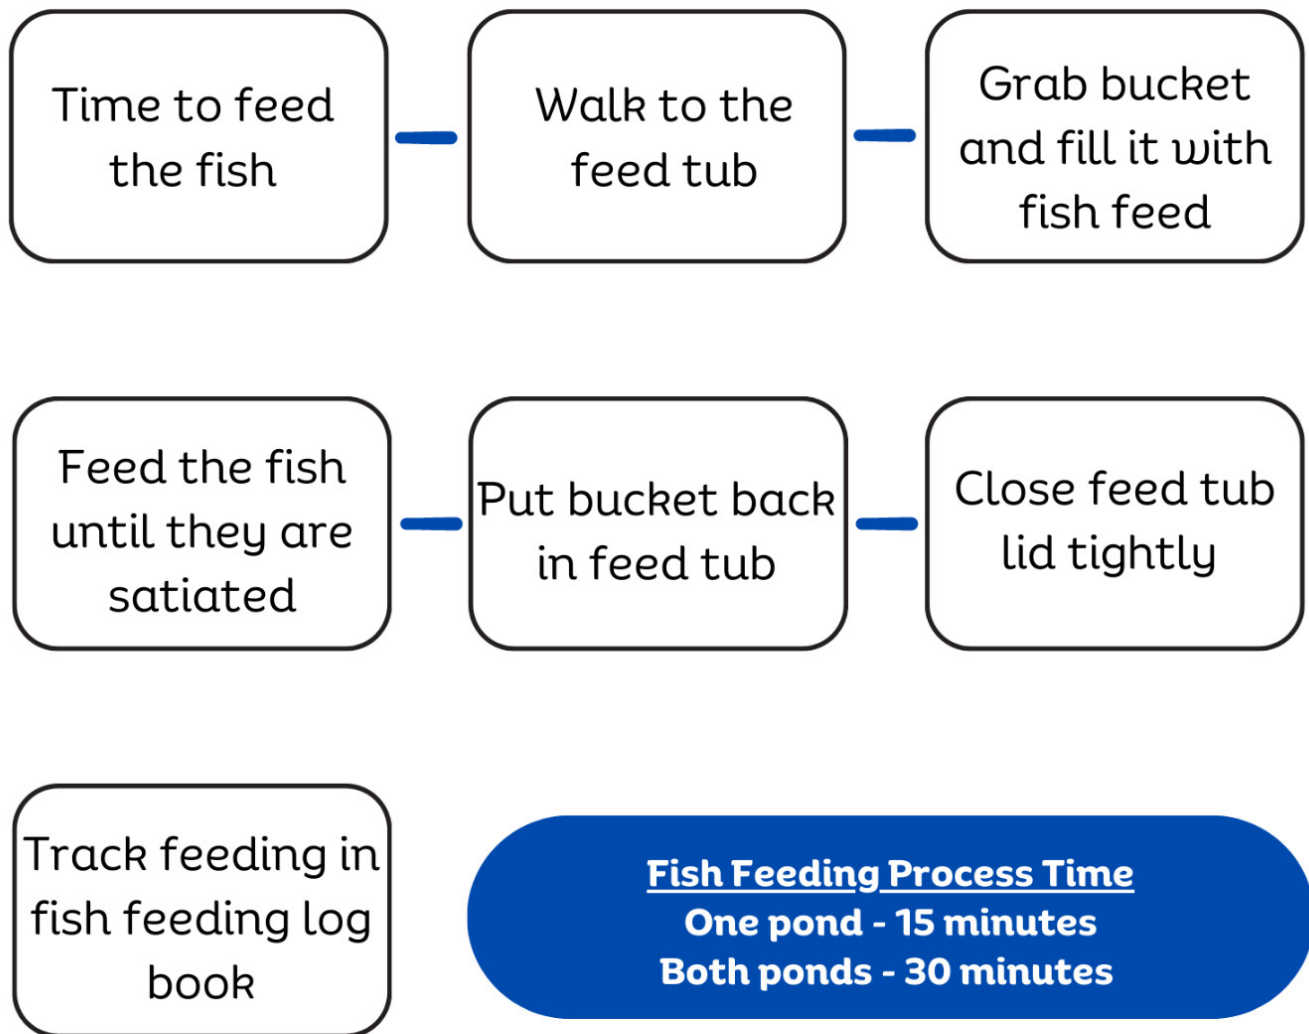 Time to feed
the fish
Walk to the
feed tub
Grab bucket
and fill it with
fish feed
Feed the fish
until they are
satiated
Put bucket back
in feed tub
Close feed tub
lid tightly
Track feeding in
fish feeding log
book
Fish Feeding Process Time
One pond - 15 minutes
Both ponds - 30 minutes